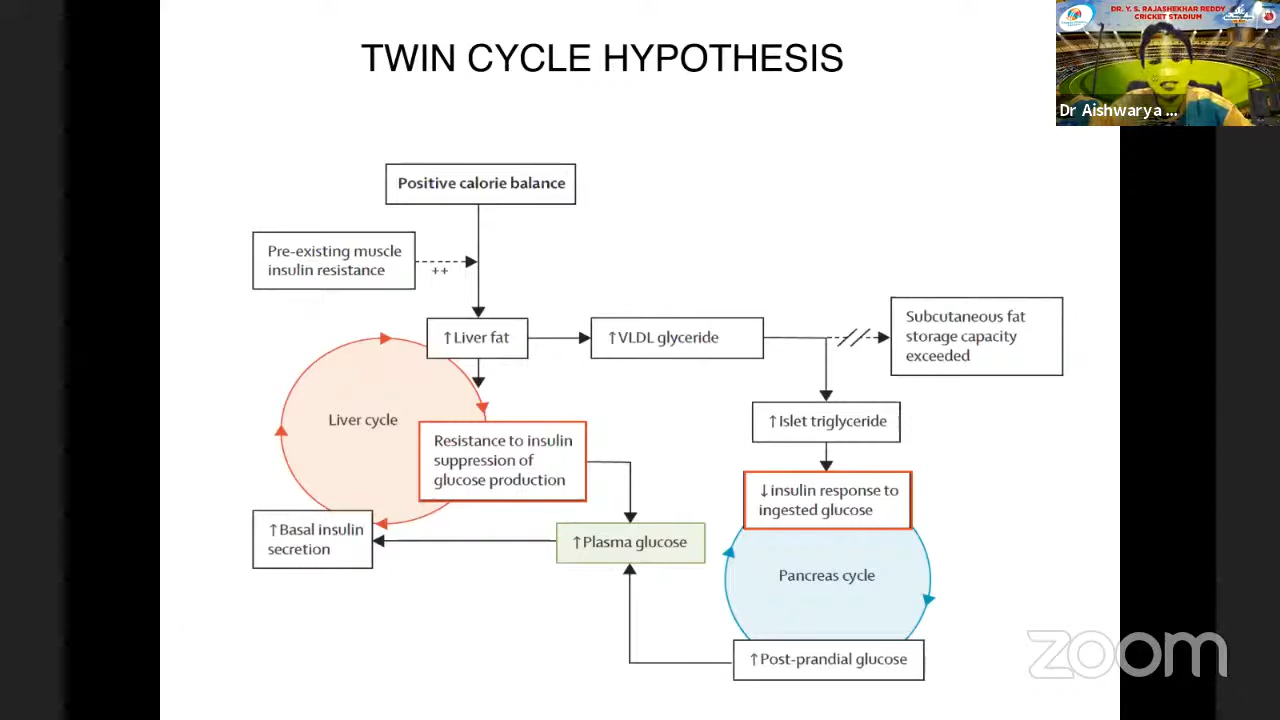 DR. Y. S. RAJASHEKHAR REDDY
CRICKET STADIUM
Dr Aishwarya ...
TWIN CYCLE HYPOTHESIS
Positive calorie balance
Pre-existing muscle
insulin resistance
++
↑Liver fat
↑VLDL glyceride
Subcutaneous fat
storage capacity
exceeded
Liver cycle
↑Islet triglyceride
Resistance to insulin
suppression of
glucose production
↓insulin response to
ingested glucose
↑Basal insulin
secretion
↑Plasma glucose
Pancreas cycle
↑Post-prandial glucose
zoom